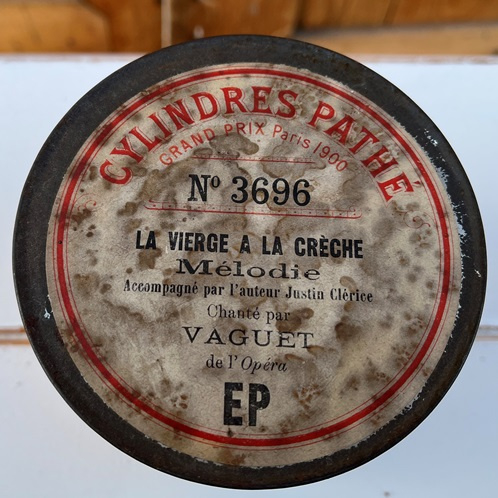 CYLINDRES PATHÉ
GRAND PRIX Paris 1900
Nº 3696
LA VIERGE A LA CRÈCHE
Mélodie
Accompagné par l'auteur Justin Clérice
Chanté par
VAGUET
de l'Opéra
EP